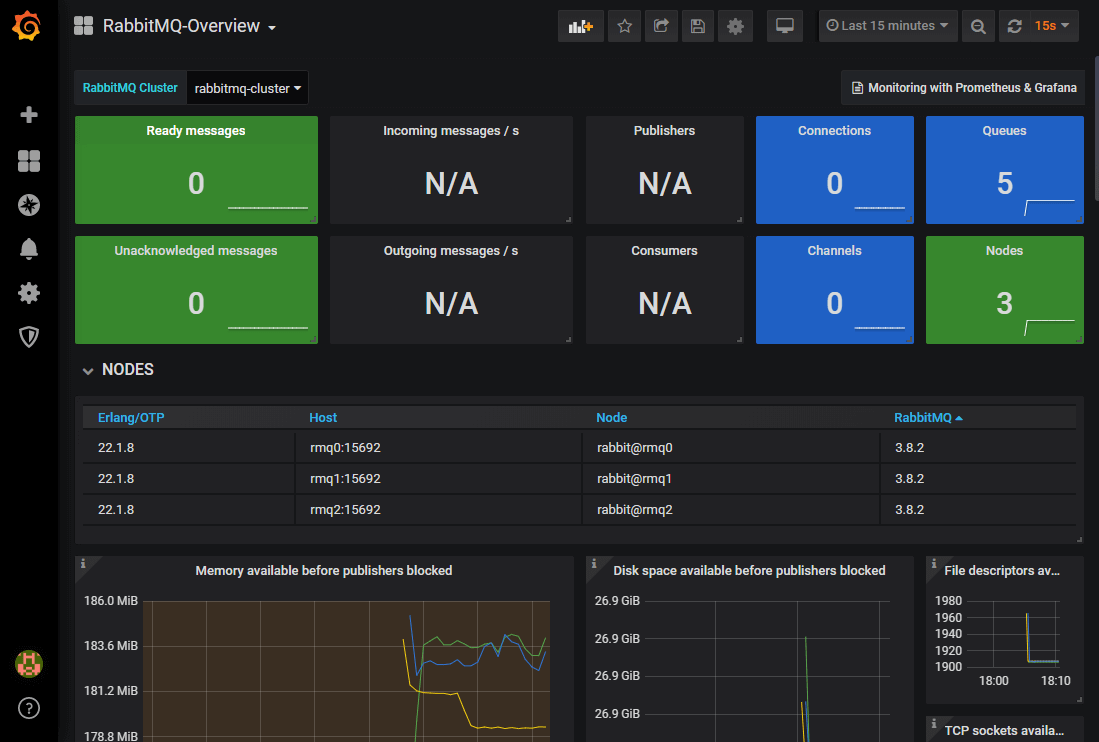 RabbitMQ-Overview
Last 15 minutes
15s
RabbitMQ Cluster
rabbitmq-cluster
Monitoring with Prometheus & Grafana
Ready messages
0
Incoming messages / s
N/A
Publishers
N/A
Connections
0
Queues
5
Unacknowledged messages
0
Outgoing messages / s
N/A
Consumers
N/A
Channels
0
Nodes
3
NODES
Erlang/OTP Host Node RabbitMQ
22.1.8 rmq0:15692 rabbit@rmq0 3.8.2
22.1.8 rmq1:15692 rabbit@rmq1 3.8.2
22.1.8 rmq2:15692 rabbit@rmq2 3.8.2
i
Memory available before publishers blocked
186.0 MiB
183.6 MiB
181.2 MiB
178.8 MiB
i
Disk space available before publishers blocked
26.9 GiB
26.9 GiB
26.9 GiB
26.9 GiB
i
File descriptors av...
1980
1960
1940
1920
1900
18:00 18:10
i
TCP sockets availa...
?